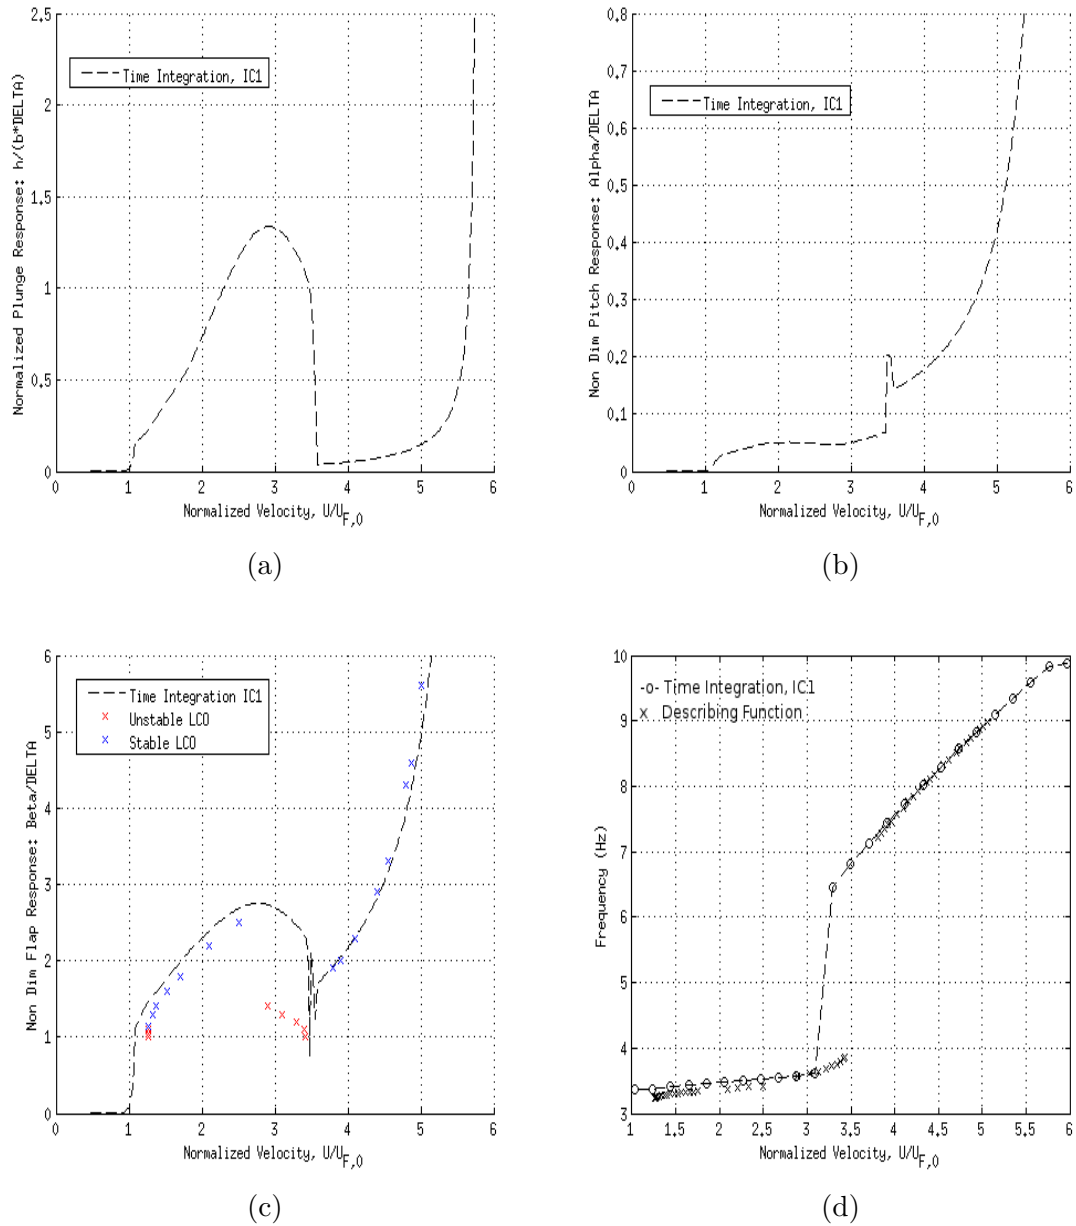 2.5
2
1.5
1
0.5
0
0 1 2 3 4 5 6
Time Integration, IC1
Normalized Plunge Response: h/(b*DELTA)
Normalized Velocity, U/U_F,0
(a)
0.8
0.7
0.6
0.5
0.4
0.3
0.2
0.1
0
0 1 2 3 4 5 6
Time Integration, IC1
Non Dim Pitch Response: Alpha/DELTA
Normalized Velocity, U/U_F,0
(b)
6
5
4
3
2
1
0
0 1 2 3 4 5 6
Time Integration IC1
Unstable LCO
Stable LCO
Non Dim Flap Response: Beta/DELTA
Normalized Velocity, U/U_F,0
(c)
10
9
8
7
6
5
4
3
1 1.5 2 2.5 3 3.5 4 4.5 5 5.5 6
-o- Time Integration, IC1
x Describing Function
Frequency (Hz)
Normalized Velocity, U/U_F,0
(d)